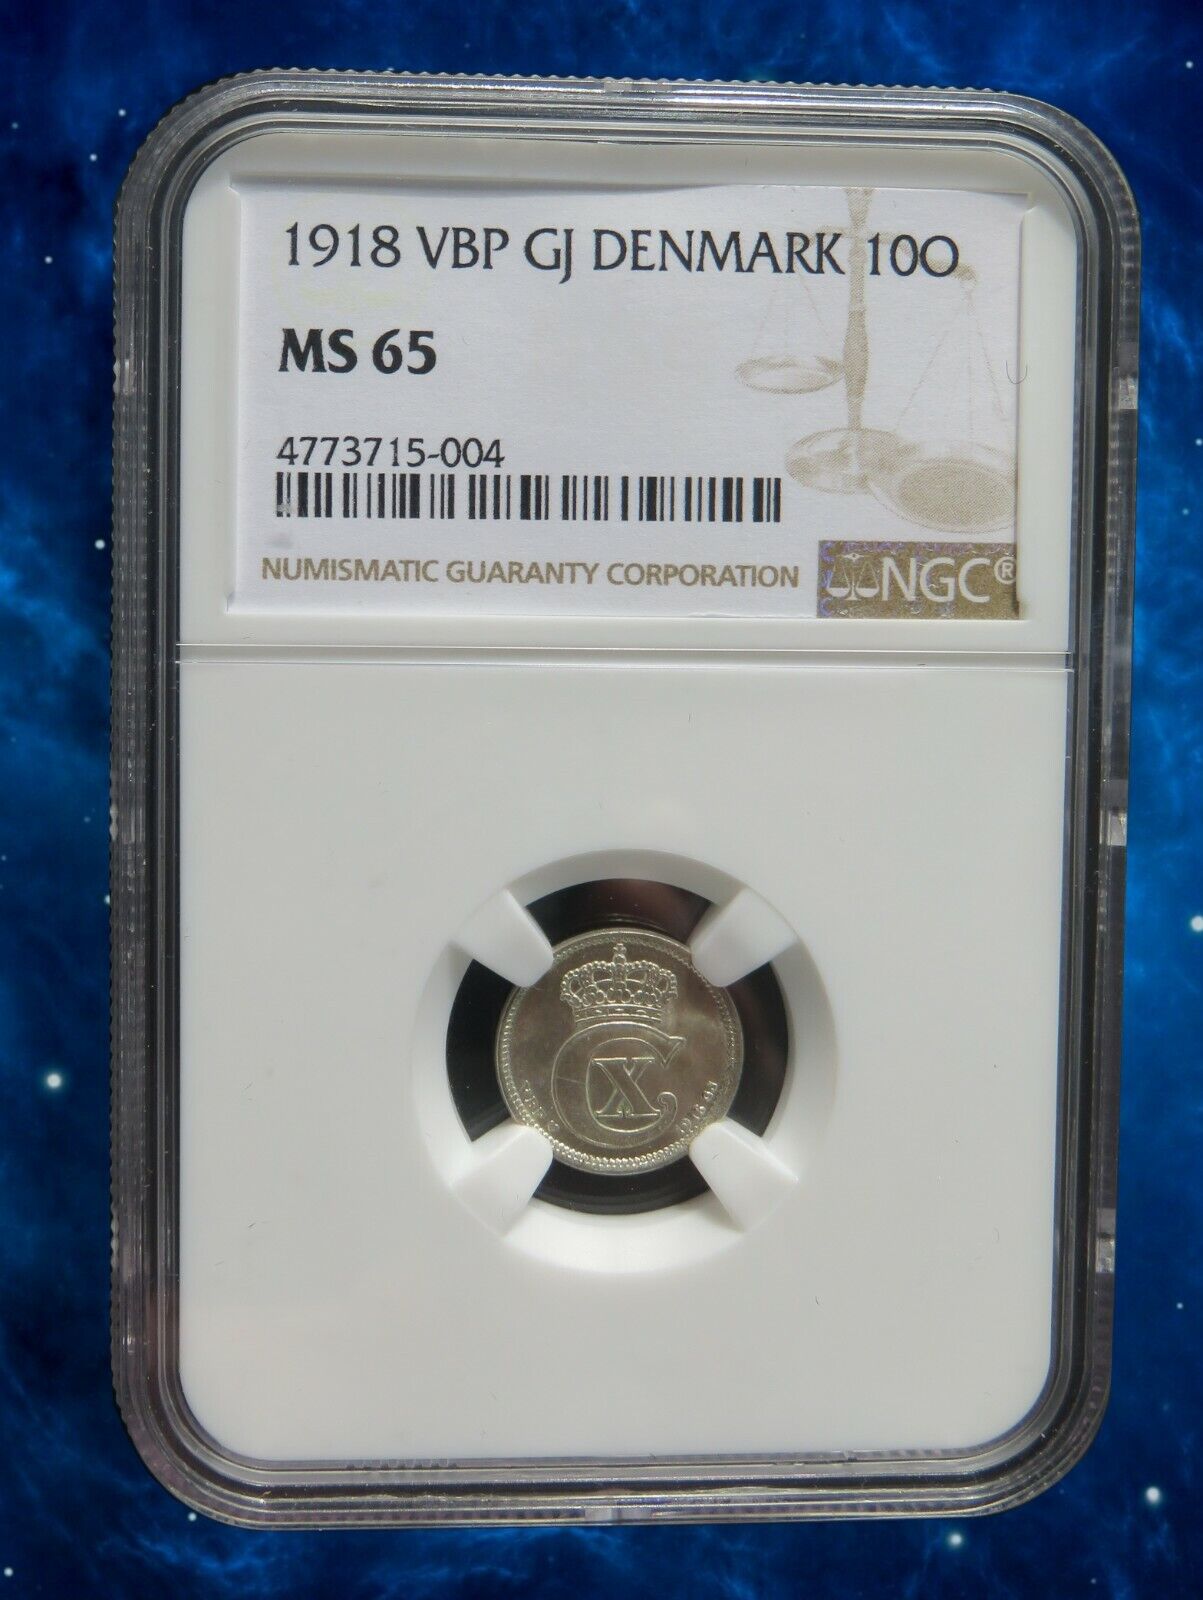 1918 VBP GJ DENMARK 10O
MS 65
4773715-004
NUMISMATIC GUARANTY CORPORATION
NGC®
C X